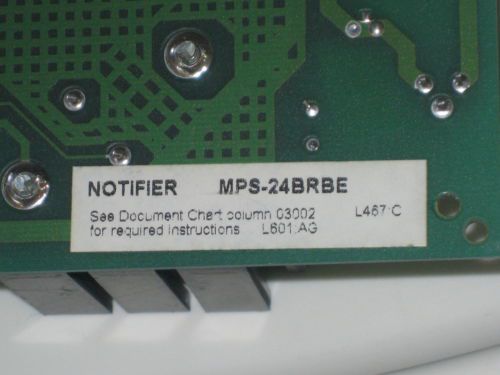 NOTIFIER MPS-24BRBE
See Document Chart column 03002 L467:C
for required Instructions L601:AG